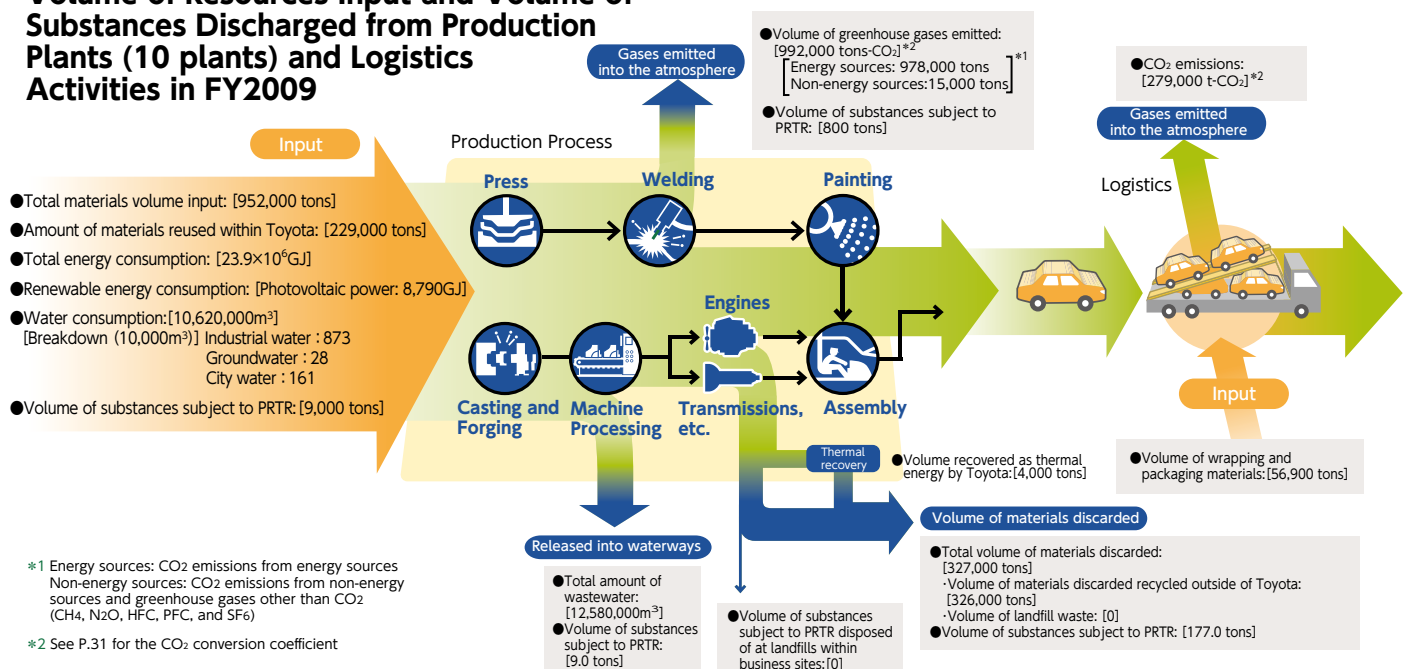 Volume of Resources Input and Volume of
Substances Discharged from Production
Plants (10 plants) and Logistics
Activities in FY2009
Input
●Total materials volume input: [952,000 tons]
●Amount of materials reused within Toyota: [229,000 tons]
●Total energy consumption: [23.9×10⁶GJ]
●Renewable energy consumption: [Photovoltaic power: 8,790GJ]
●Water consumption:[10,620,000m³]
[Breakdown (10,000m³)] Industrial water : 873
Groundwater : 28
City water : 161
●Volume of substances subject to PRTR: [9,000 tons]
Production Process
Press
Welding
Painting
Casting and
Forging
Machine
Processing
Engines
Transmissions,
etc.
Assembly
Gases emitted
into the atmosphere
●Volume of greenhouse gases emitted:
[992,000 tons-CO₂]*2
[Energy sources: 978,000 tons
Non-energy sources:15,000 tons]*1
●Volume of substances subject to
PRTR: [800 tons]
●CO₂ emissions:
[279,000 t-CO₂]*2
Gases emitted
into the atmosphere
Logistics
Input
●Volume of wrapping and
packaging materials:[56,900 tons]
Thermal
recovery
●Volume recovered as thermal
energy by Toyota:[4,000 tons]
Volume of materials discarded
●Total volume of materials discarded:
[327,000 tons]
·Volume of materials discarded recycled outside of Toyota:
[326,000 tons]
·Volume of landfill waste: [0]
●Volume of substances subject to PRTR: [177.0 tons]
Released into waterways
●Total amount of
wastewater:
[12,580,000m³]
●Volume of substances
subject to PRTR:
[9.0 tons]
●Volume of substances
subject to PRTR disposed
of at landfills within
business sites:[0]
*1 Energy sources: CO₂ emissions from energy sources
Non-energy sources: CO₂ emissions from non-energy
sources and greenhouse gases other than CO₂
(CH₄, N₂O, HFC, PFC, and SF₆)
*2 See P.31 for the CO₂ conversion coefficient